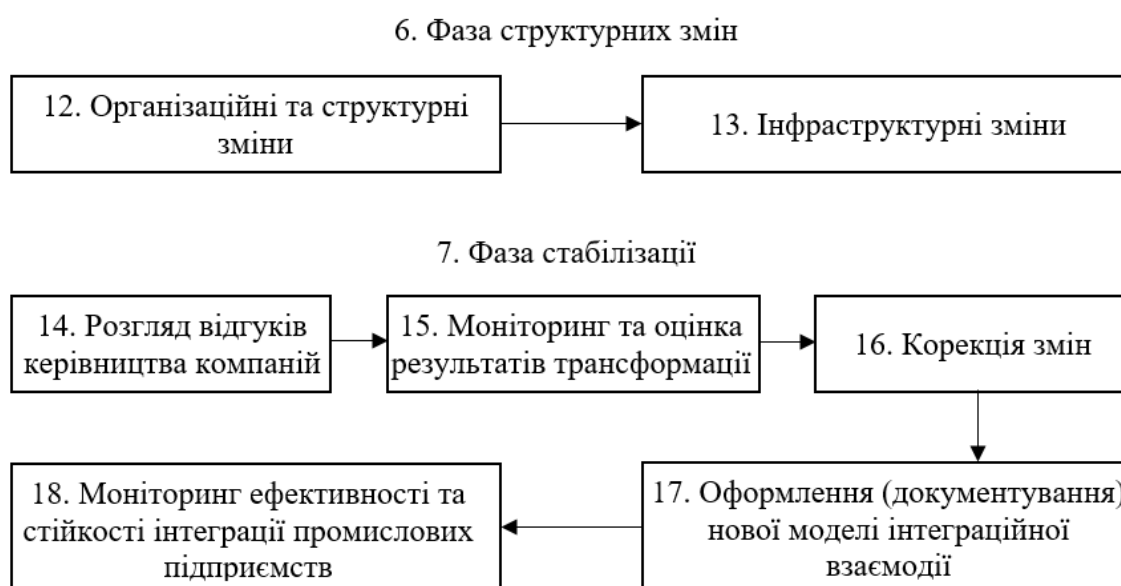 6. Фаза структурних змін
12. Організаційні та структурні
зміни
13. Інфраструктурні зміни
7. Фаза стабілізації
14. Розгляд відгуків
керівництва компаній
15. Моніторинг та оцінка
результатів трансформації
16. Корекція змін
17. Оформлення (документування)
нової моделі інтеграційної
взаємодії
18. Моніторинг ефективності та
стійкості інтеграції промислових
підприємств